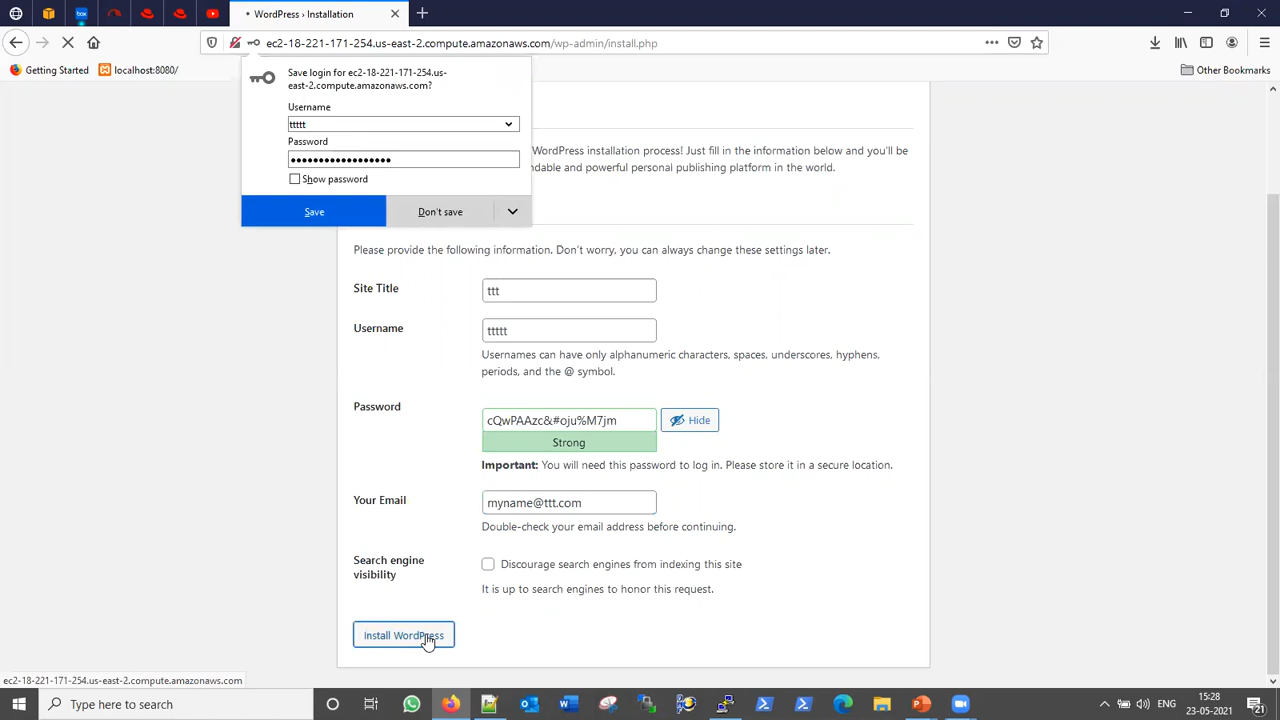 WordPress › Installation
ec2-18-221-171-254.us-east-2.compute.amazonaws.com/wp-admin/install.php
Getting Started
localhost:8080/
Other Bookmarks
Save login for ec2-18-221-171-254.us-
east-2.compute.amazonaws.com?
Username
ttttt
Password
Show password
Save
Don't save
WordPress installation process! Just fill in the information below and you'll be
dable and powerful personal publishing platform in the world.
Please provide the following information. Don't worry, you can always change these settings later.
Site Title
ttt
Username
ttttt
Usernames can have only alphanumeric characters, spaces, underscores, hyphens,
periods, and the @ symbol.
Password
cQwPAAzc&#oju%M7jm
Hide
Strong
Important: You will need this password to log in. Please store it in a secure location.
Your Email
myname@ttt.com
Double-check your email address before continuing.
Search engine
visibility
Discourage search engines from indexing this site
It is up to search engines to honor this request.
Install WordPress
ec2-18-221-171-254.us-east-2.compute.amazonaws.com
Type here to search
ENG
15:28
23-05-2021
21